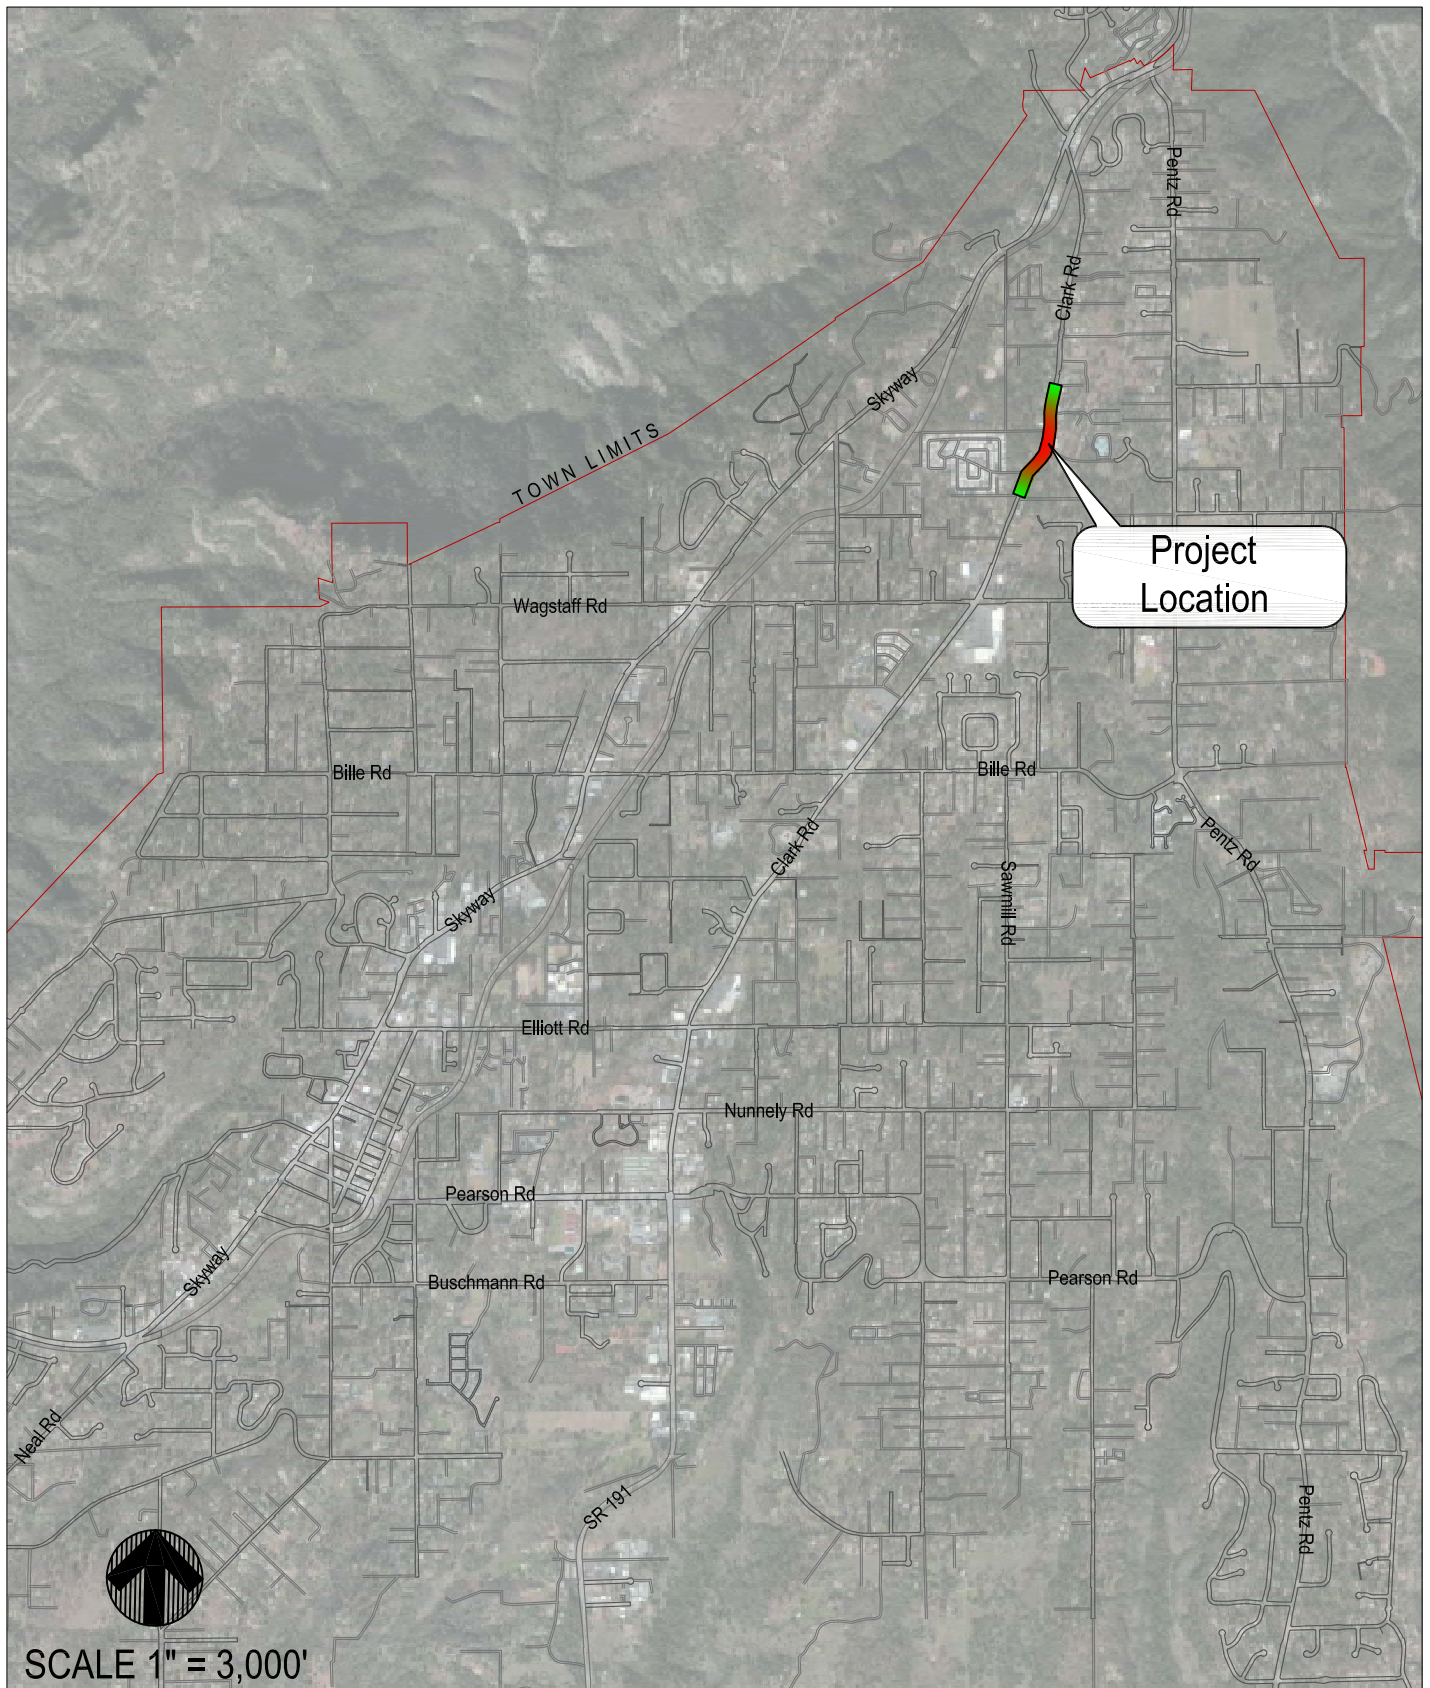 Pentz Rd
Clark Rd
Skyway
TOWN LIMITS
Project
Location
Wagstaff Rd
Bille Rd
Bille Rd
Clark Rd
Pentz Rd
Sawmill Rd
Skyway
Elliott Rd
Nunnely Rd
Pearson Rd
Skyway
Buschmann Rd
Pearson Rd
Neal Rd
SR 191
Pentz Rd
SCALE 1" = 3,000'